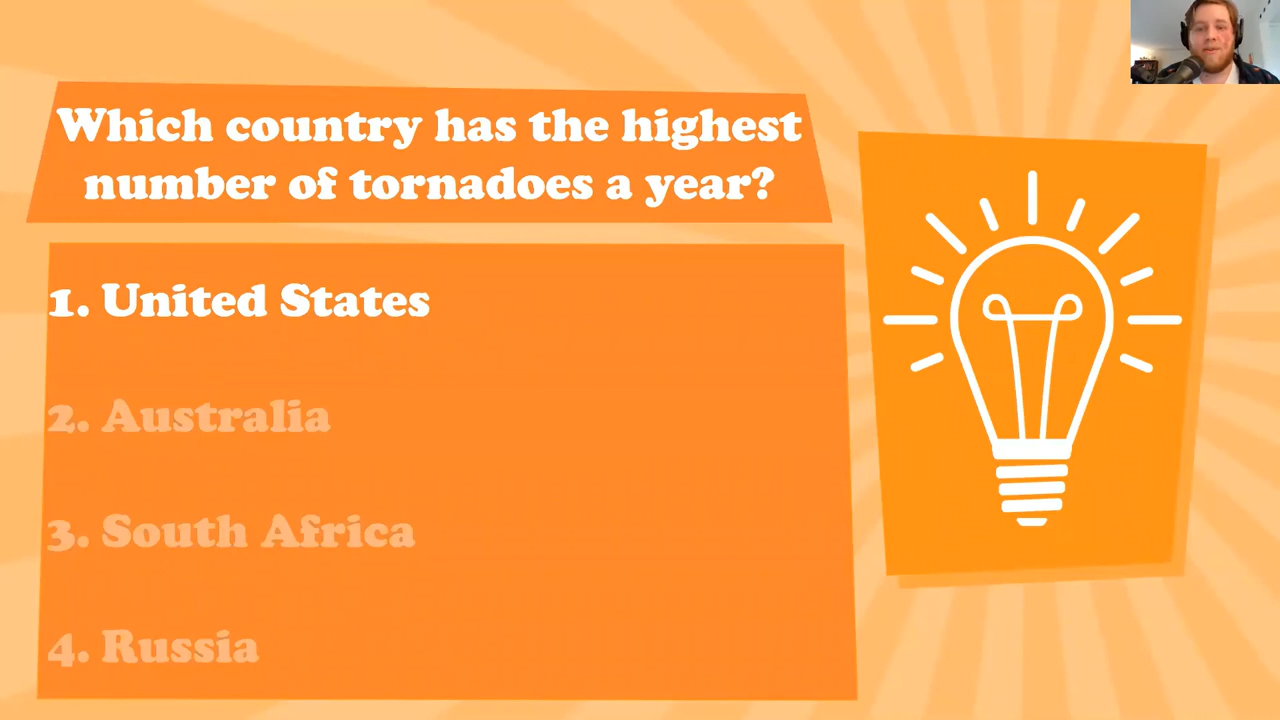 Which country has the highest
number of tornadoes a year?
1. United States
2. Australia
3. South Africa
4. Russia